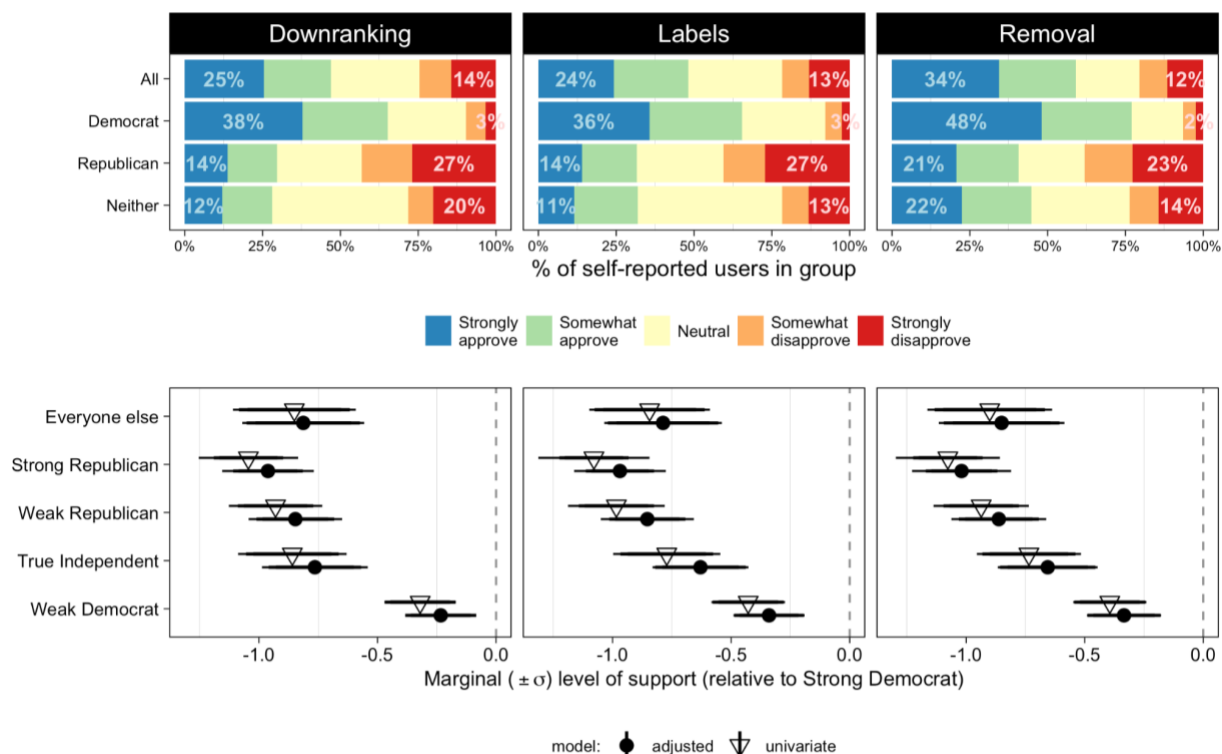 Downranking Labels Removal
All 25% 14% 24% 13% 34% 12%
Democrat 38% 3% 36% 3% 48% 2%
Republican 14% 27% 14% 27% 21% 23%
Neither 12% 20% 11% 13% 22% 14%
0% 25% 50% 75% 100% 0% 25% 50% 75% 100% 0% 25% 50% 75% 100%
% of self-reported users in group
Strongly approve Somewhat approve Neutral Somewhat disapprove Strongly disapprove
Everyone else
Strong Republican
Weak Republican
True Independent
Weak Democrat
-1.0 -0.5 0.0 -1.0 -0.5 0.0 -1.0 -0.5 0.0
Marginal (±σ) level of support (relative to Strong Democrat)
model: adjusted univariate